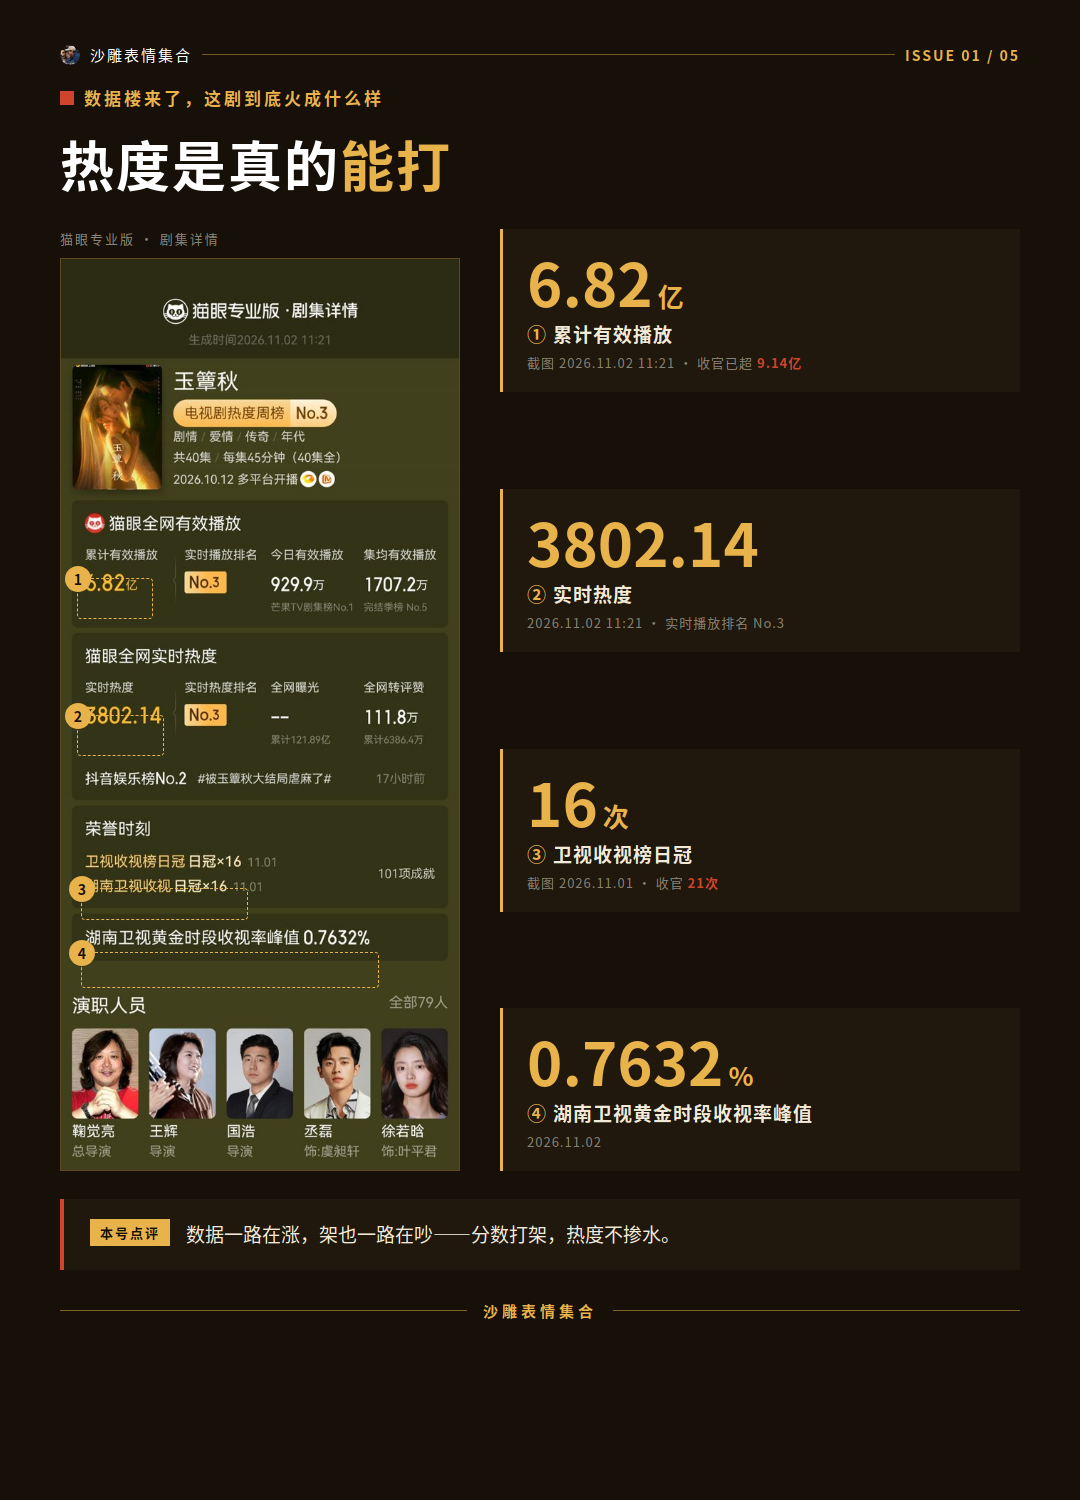 沙雕表情集合
ISSUE 01 / 05
数据楼来了，这剧到底火成什么样
热度是真的能打
猫眼专业版 · 剧集详情
猫眼专业版 ·剧集详情
生成时间2026.11.02 11:21
玉簟秋
玉簟秋
电视剧热度周榜 No.3
剧情 / 爱情 / 传奇 / 年代
共40集 / 每集45分钟（40集全）
2026.10.12 多平台开播
猫眼全网有效播放
累计有效播放 实时播放排名 今日有效播放 集均有效播放
1 6.82亿 No.3 929.9万 1707.2万
芒果TV剧集榜No.1 完结季榜 No.5
猫眼全网实时热度
实时热度 实时热度排名 全网曝光 全网转评赞
2 3802.14 No.3 -- 111.8万
累计121.89亿 累计6386.4万
抖音娱乐榜No.2 #被玉簟秋大结局虐麻了# 17小时前
荣誉时刻
卫视收视榜日冠 日冠×16 11.01
101项成就
3 湖南卫视收视 日冠×16 11.01
湖南卫视黄金时段收视率峰值 0.7632%
4
演职人员 全部79人
鞠觉亮 王辉 国浩 丞磊 徐若晗
总导演 导演 导演 饰:虞昶轩 饰:叶平君
6.82亿
① 累计有效播放
截图 2026.11.02 11:21 · 收官已超 9.14亿
3802.14
② 实时热度
2026.11.02 11:21 · 实时播放排名 No.3
16次
③ 卫视收视榜日冠
截图 2026.11.01 · 收官 21次
0.7632%
④ 湖南卫视黄金时段收视率峰值
2026.11.02
本号点评 数据一路在涨，架也一路在吵——分数打架，热度不掺水。
沙雕表情集合